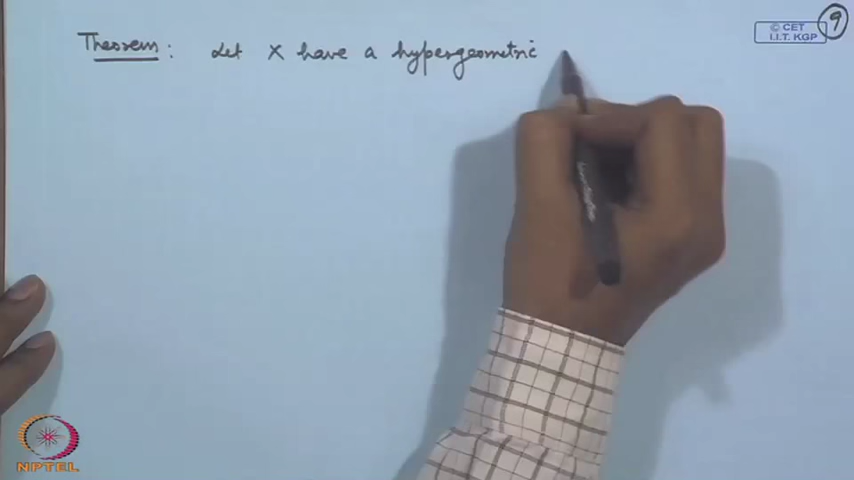 Theorem: Let X have a hypergeometric
© CET
I.I.T. KGP
9
NPTEL